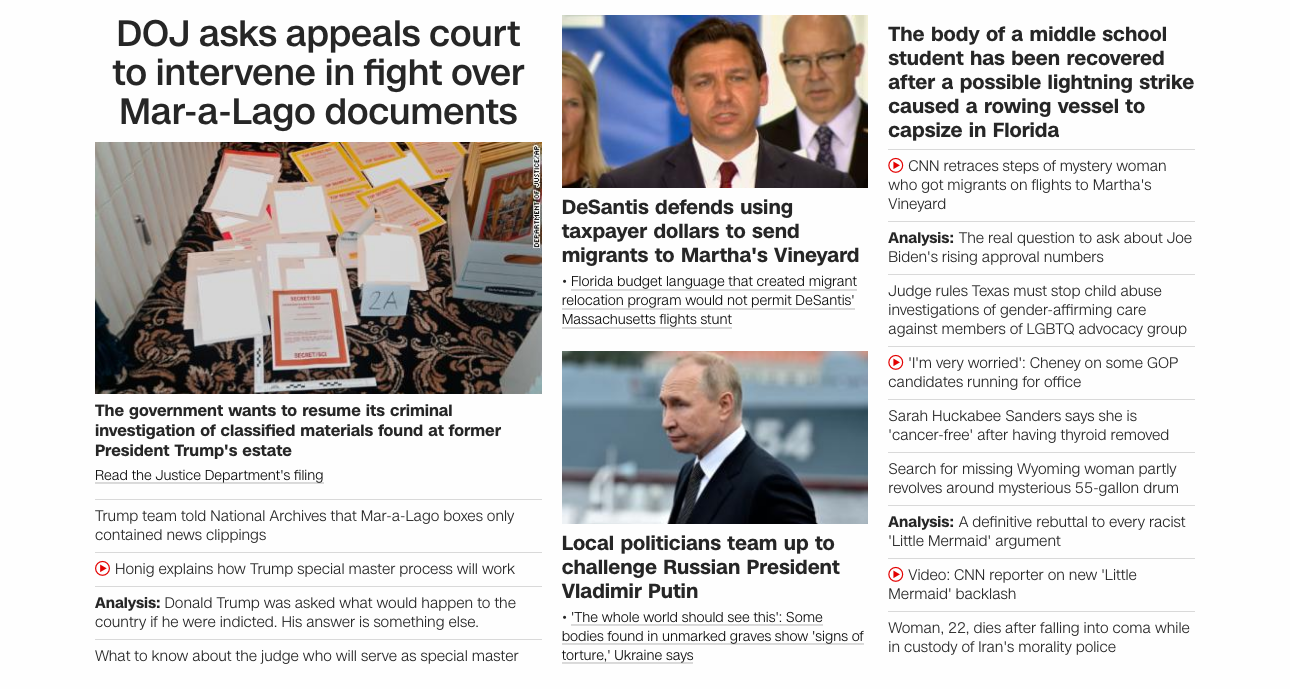 DOJ asks appeals court
to intervene in fight over
Mar-a-Lago documents
DEPARTMENT OF JUSTICE/AP
TOP SECRET/SCI
2A
SECRET//SCI
SECRET//SCI
The government wants to resume its criminal
investigation of classified materials found at former
President Trump's estate
Read the Justice Department's filing
Trump team told National Archives that Mar-a-Lago boxes only
contained news clippings
Honig explains how Trump special master process will work
Analysis: Donald Trump was asked what would happen to the
country if he were indicted. His answer is something else.
What to know about the judge who will serve as special master
DeSantis defends using
taxpayer dollars to send
migrants to Martha's Vineyard
• Florida budget language that created migrant
relocation program would not permit DeSantis'
Massachusetts flights stunt
54
Local politicians team up to
challenge Russian President
Vladimir Putin
• 'The whole world should see this': Some
bodies found in unmarked graves show 'signs of
torture,' Ukraine says
The body of a middle school
student has been recovered
after a possible lightning strike
caused a rowing vessel to
capsize in Florida
CNN retraces steps of mystery woman
who got migrants on flights to Martha's
Vineyard
Analysis: The real question to ask about Joe
Biden's rising approval numbers
Judge rules Texas must stop child abuse
investigations of gender-affirming care
against members of LGBTQ advocacy group
'I'm very worried': Cheney on some GOP
candidates running for office
Sarah Huckabee Sanders says she is
'cancer-free' after having thyroid removed
Search for missing Wyoming woman partly
revolves around mysterious 55-gallon drum
Analysis: A definitive rebuttal to every racist
'Little Mermaid' argument
Video: CNN reporter on new 'Little
Mermaid' backlash
Woman, 22, dies after falling into coma while
in custody of Iran's morality police